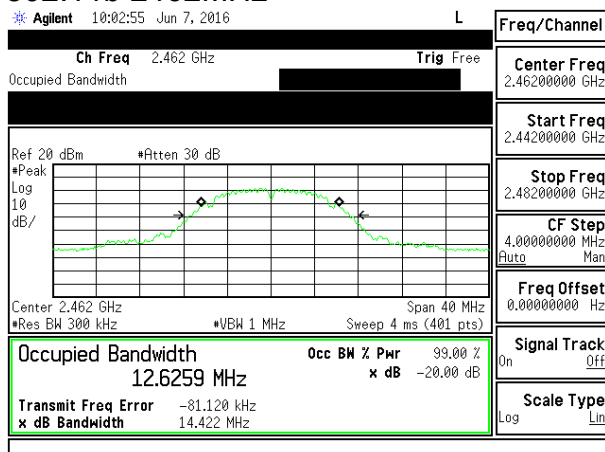 Agilent 10:02:55 Jun 7, 2016 L
Freq/Channel
Ch Freq 2.462 GHz Trig Free
Occupied Bandwidth
Center Freq
2.46200000 GHz
Start Freq
2.44200000 GHz
Stop Freq
2.48200000 GHz
CF Step
4.00000000 MHz
Auto Man
Freq Offset
0.00000000 Hz
Signal Track
On Off
Scale Type
Log Lin
Ref 20 dBm #Atten 30 dB
#Peak
Log
10
dB/
Center 2.462 GHz Span 40 MHz
#Res BW 300 kHz #VBW 1 MHz Sweep 4 ms (401 pts)
Occupied Bandwidth Occ BW % Pwr 99.00 %
12.6259 MHz x dB -20.00 dB
Transmit Freq Error -81.120 kHz
x dB Bandwidth 14.422 MHz